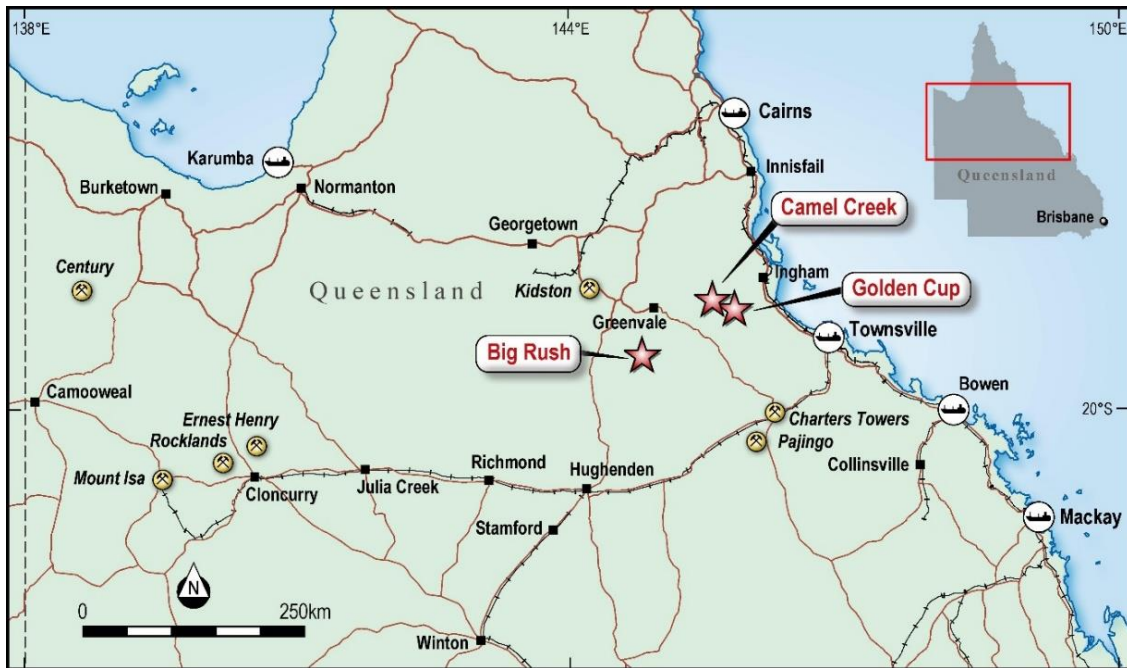 138°E
144°E
150°E
Cairns
Karumba
Innisfail
Burketown
Normanton
Queensland
Brisbane
Camel Creek
Georgetown
Century
Queensland
Kidston
Ingham
Golden Cup
Greenvale
Townsville
Big Rush
Bowen
Camooweal
20°S
Ernest Henry
Charters Towers
Rocklands
Pajingo
Mount Isa
Richmond
Hughenden
Collinsville
Cloncurry
Julia Creek
Stamford
Mackay
N
0
250km
Winton